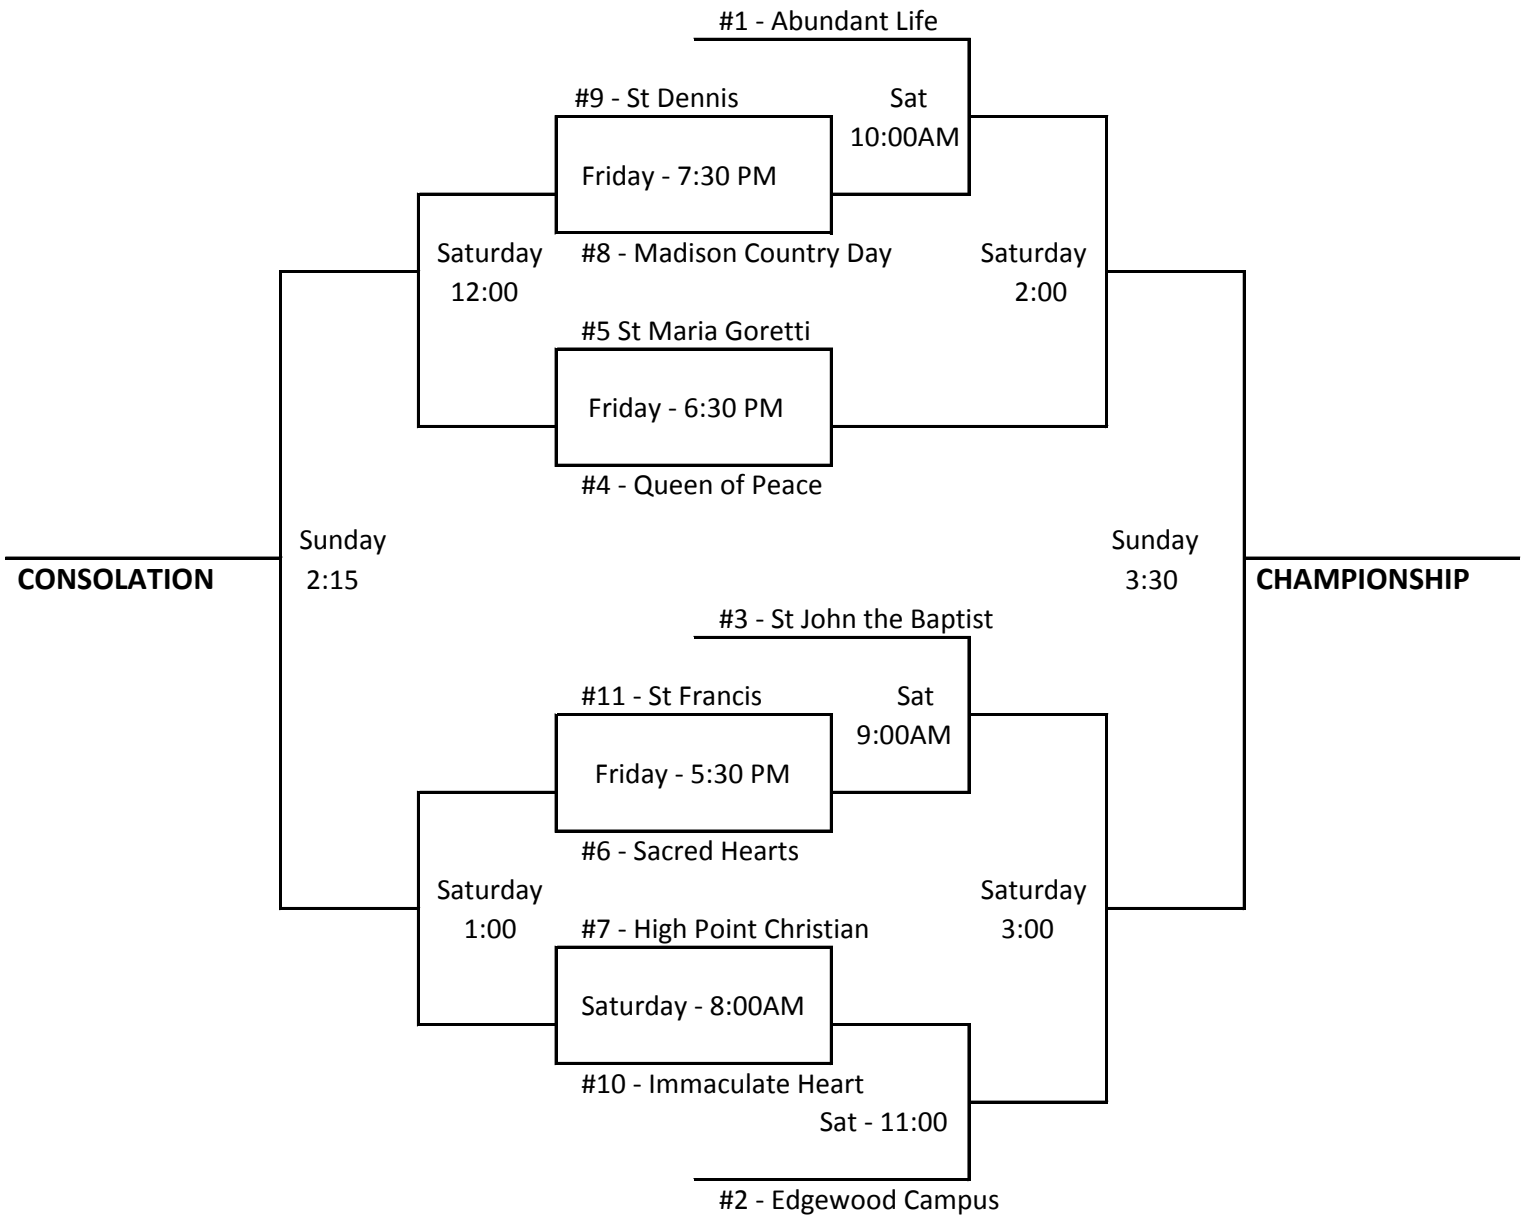 #1 - Abundant Life
#9 - St Dennis
Sat
10:00AM
Friday - 7:30 PM
Saturday
12:00
#8 - Madison Country Day
Saturday
2:00
#5 St Maria Goretti
Friday - 6:30 PM
#4 - Queen of Peace
Sunday
2:15
CONSOLATION
Sunday
3:30
CHAMPIONSHIP
#3 - St John the Baptist
#11 - St Francis
Sat
9:00AM
Friday - 5:30 PM
#6 - Sacred Hearts
Saturday
1:00
Saturday
3:00
#7 - High Point Christian
Saturday - 8:00AM
#10 - Immaculate Heart
Sat - 11:00
#2 - Edgewood Campus